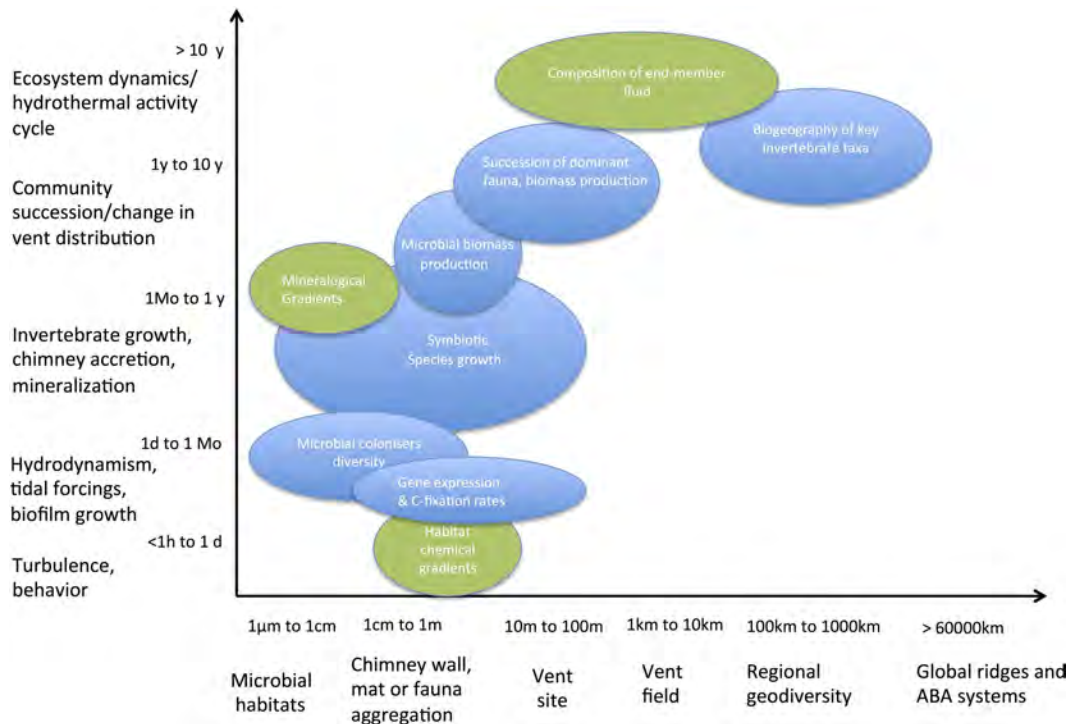 > 10 y
Ecosystem dynamics/
hydrothermal activity
cycle
1y to 10 y
Community
succession/change in
vent distribution
1Mo to 1 y
Invertebrate growth,
chimney accretion,
mineralization
1d to 1 Mo
Hydrodynamism,
tidal forcings,
biofilm growth
<1h to 1 d
Turbulence,
behavior
Composition of end-member
fluid
Biogeography of key
invertebrata taxa
Succession of dominant
fauna, biomass production
Microbial biomass
production
Mineralogical
Gradients
Symbiotic
Species growth
Microbial colonisers
diversity
Gene expression
& C-fixation rates
Habitat
chemical
gradients
1μm to 1cm
1cm to 1m
10m to 100m
1km to 10km
100km to 1000km
> 60000km
Microbial
habitats
Chimney wall,
mat or fauna
aggregation
Vent
site
Vent
field
Regional
geodiversity
Global ridges and
ABA systems